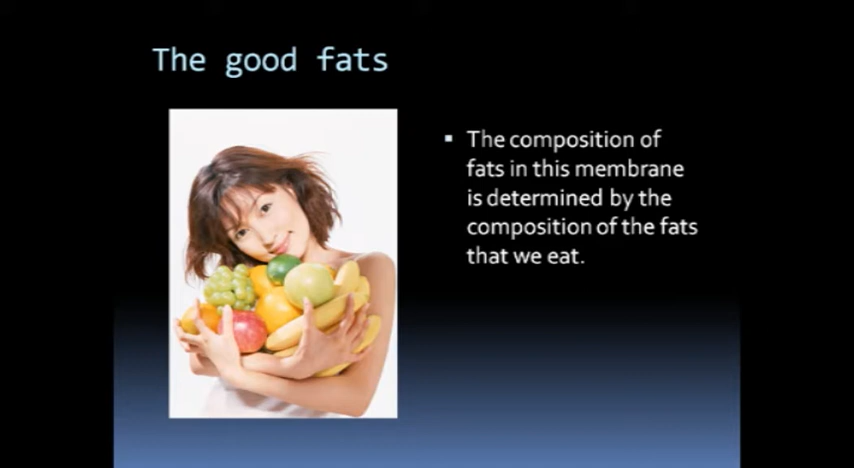 The good fats
The composition of
fats in this membrane
is determined by the
composition of the fats
that we eat.